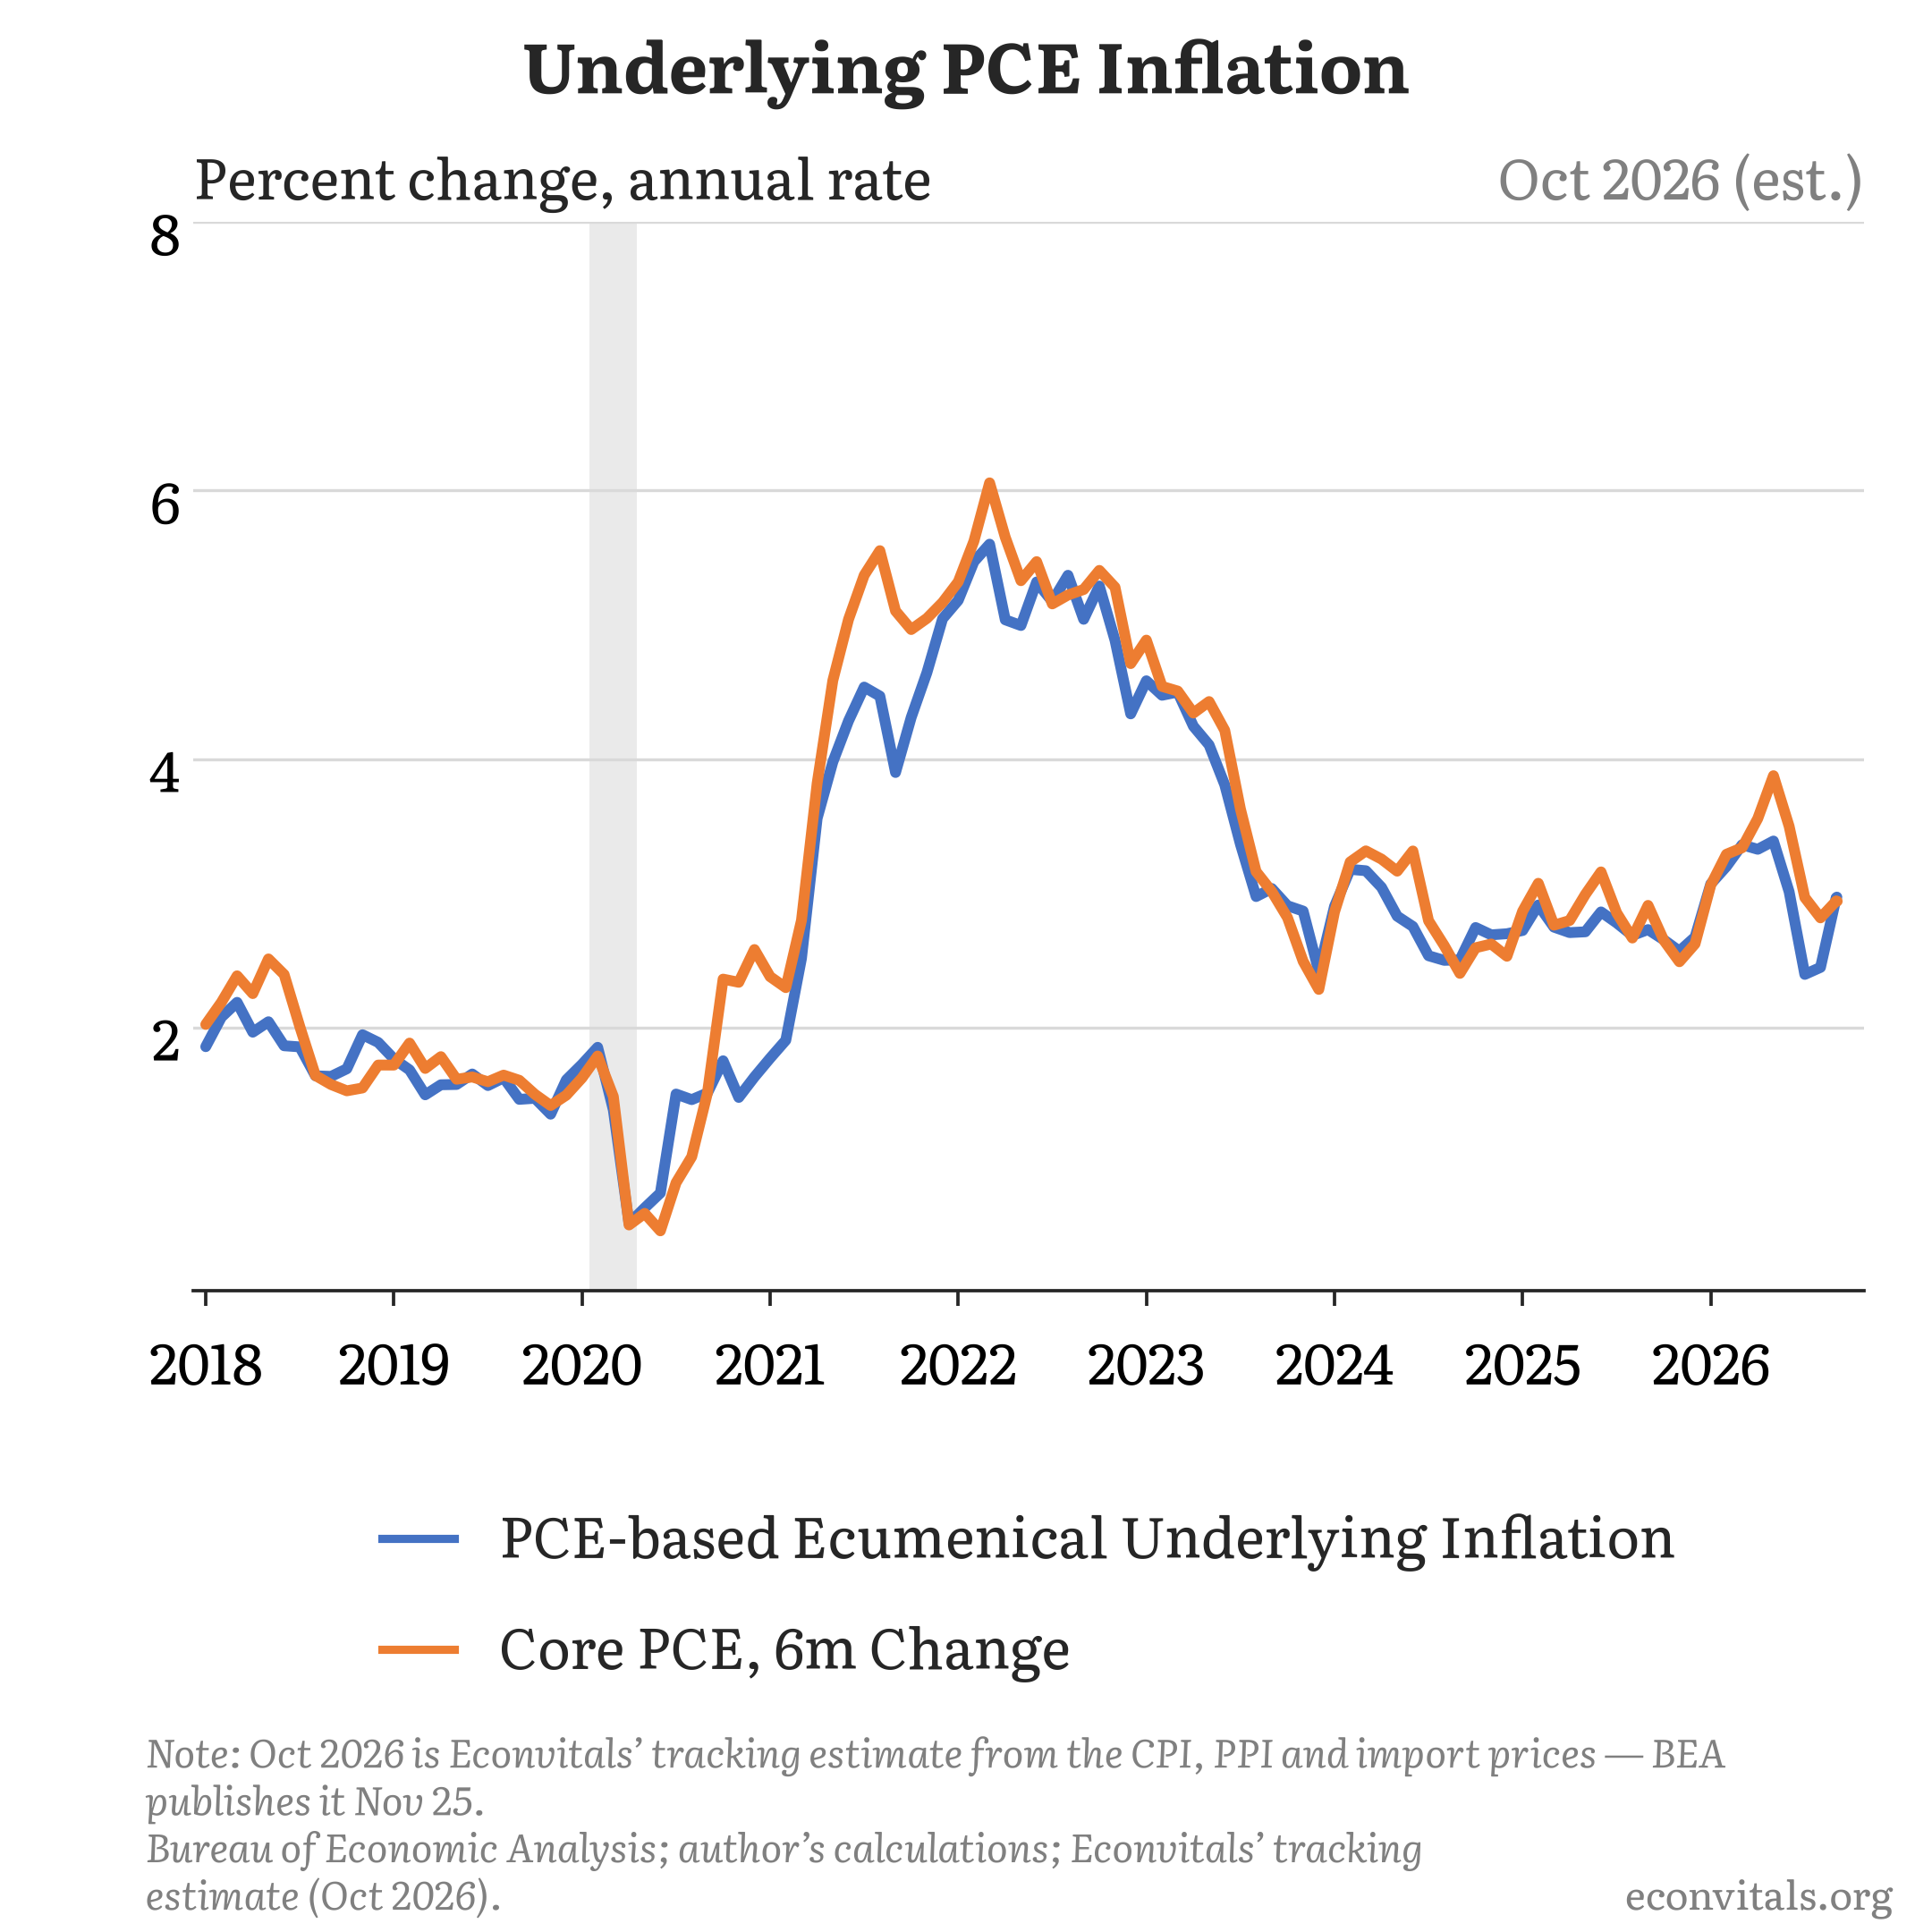 Underlying PCE Inflation
Percent change, annual rate
Oct 2026 (est.)
8
6
4
2
2018 2019 2020 2021 2022 2023 2024 2025 2026
PCE-based Ecumenical Underlying Inflation
Core PCE, 6m Change
Note: Oct 2026 is Econvitals’ tracking estimate from the CPI, PPI and import prices — BEA
publishes it Nov 25.
Bureau of Economic Analysis; author’s calculations; Econvitals’ tracking
estimate (Oct 2026).
econvitals.org